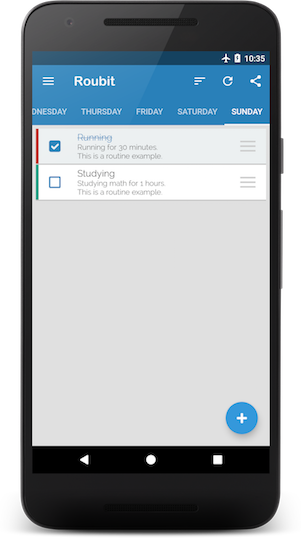 10:35
Roubit
DNESDAY THURSDAY FRIDAY SATURDAY SUNDAY
Running
Running for 30 minutes.
This is a routine example.
Studying
Studying math for 1 hours.
This is a routine example.